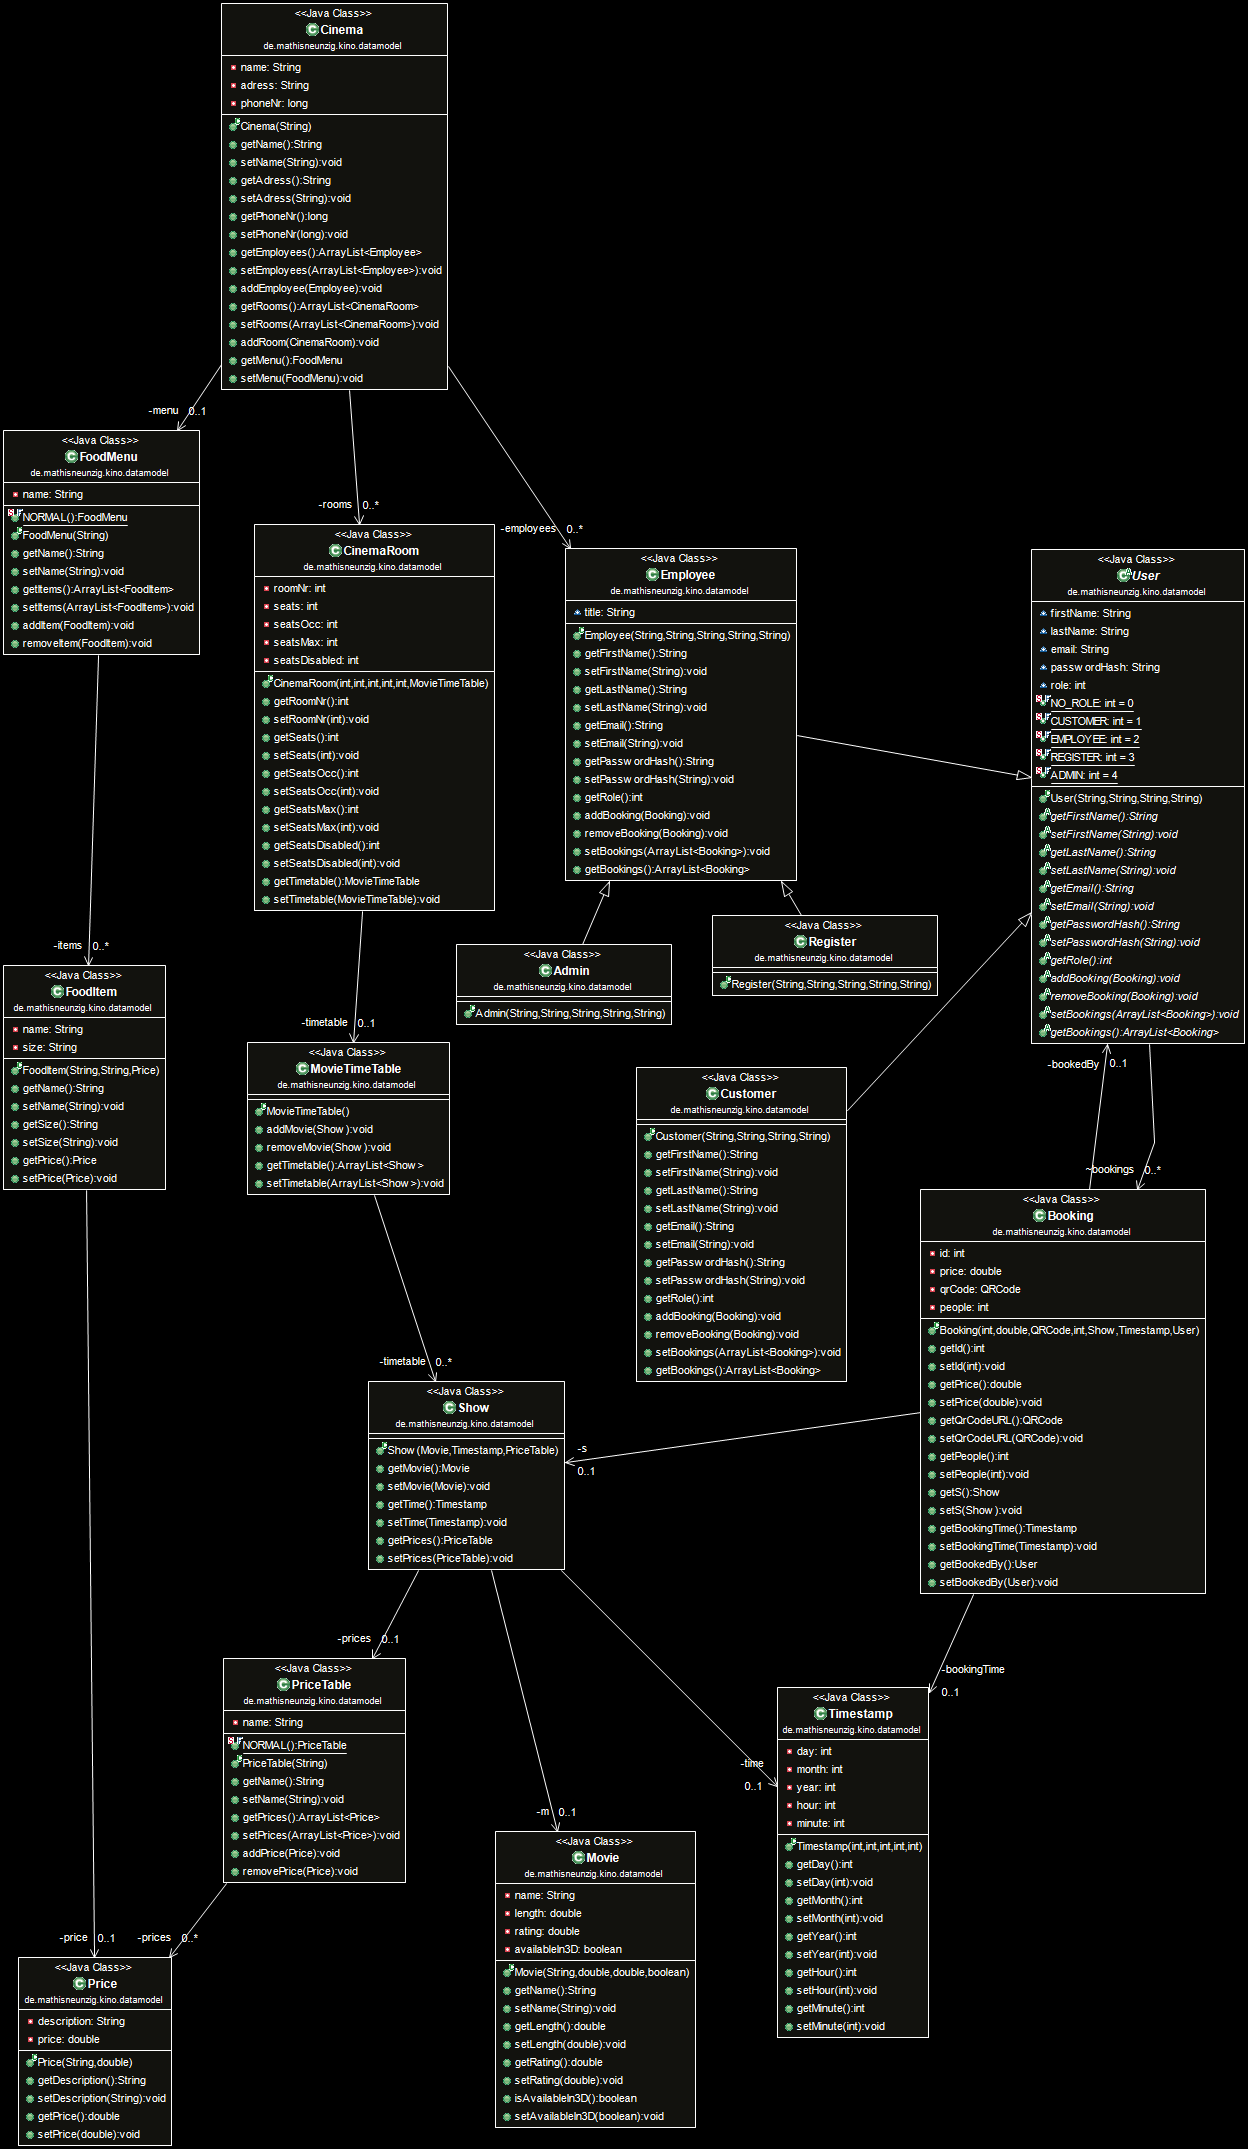 <<Java Class>>
Cinema
de.mathisneunzig.kino.datamodel
name: String
adress: String
phoneNr: long
Cinema(String)
getName():String
setName(String):void
getAdress():String
setAdress(String):void
getPhoneNr():long
setPhoneNr(long):void
getEmployees():ArrayList<Employee>
setEmployees(ArrayList<Employee>):void
addEmployee(Employee):void
getRooms():ArrayList<CinemaRoom>
setRooms(ArrayList<CinemaRoom>):void
addRoom(CinemaRoom):void
getMenu():FoodMenu
setMenu(FoodMenu):void
-menu 0..1
-rooms 0..*
-employees 0..*
<<Java Class>>
FoodMenu
de.mathisneunzig.kino.datamodel
name: String
NORMAL():FoodMenu
FoodMenu(String)
getName():String
setName(String):void
getItems():ArrayList<FoodItem>
setItems(ArrayList<FoodItem>):void
addItem(FoodItem):void
removeItem(FoodItem):void
-items 0..*
<<Java Class>>
CinemaRoom
de.mathisneunzig.kino.datamodel
roomNr: int
seats: int
seatsOcc: int
seatsMax: int
seatsDisabled: int
CinemaRoom(int,int,int,int,int,MovieTimeTable)
getRoomNr():int
setRoomNr(int):void
getSeats():int
setSeats(int):void
getSeatsOcc():int
setSeatsOcc(int):void
getSeatsMax():int
setSeatsMax(int):void
getSeatsDisabled():int
setSeatsDisabled(int):void
getTimetable():MovieTimeTable
setTimetable(MovieTimeTable):void
-timetable 0..1
<<Java Class>>
Employee
de.mathisneunzig.kino.datamodel
title: String
Employee(String,String,String,String,String)
getFirstName():String
setFirstName(String):void
getLastName():String
setLastName(String):void
getEmail():String
setEmail(String):void
getPasswordHash():String
setPasswordHash(String):void
getRole():int
addBooking(Booking):void
removeBooking(Booking):void
setBookings(ArrayList<Booking>):void
getBookings():ArrayList<Booking>
<<Java Class>>
User
de.mathisneunzig.kino.datamodel
firstName: String
lastName: String
email: String
passwordHash: String
role: int
NO_ROLE: int = 0
CUSTOMER: int = 1
EMPLOYEE: int = 2
REGISTER: int = 3
ADMIN: int = 4
User(String,String,String,String)
getFirstName():String
setFirstName(String):void
getLastName():String
setLastName(String):void
getEmail():String
setEmail(String):void
getPasswordHash():String
setPasswordHash(String):void
getRole():int
addBooking(Booking):void
removeBooking(Booking):void
setBookings(ArrayList<Booking>):void
getBookings():ArrayList<Booking>
-bookedBy 0..1
~bookings 0..*
<<Java Class>>
Admin
de.mathisneunzig.kino.datamodel
Admin(String,String,String,String,String)
<<Java Class>>
Register
de.mathisneunzig.kino.datamodel
Register(String,String,String,String,String)
<<Java Class>>
FoodItem
de.mathisneunzig.kino.datamodel
name: String
size: String
FoodItem(String,String,Price)
getName():String
setName(String):void
getSize():String
setSize(String):void
getPrice():Price
setPrice(Price):void
<<Java Class>>
MovieTimeTable
de.mathisneunzig.kino.datamodel
MovieTimeTable()
addMovie(Show):void
removeMovie(Show):void
getTimetable():ArrayList<Show>
setTimetable(ArrayList<Show>):void
-timetable 0..*
<<Java Class>>
Customer
de.mathisneunzig.kino.datamodel
Customer(String,String,String,String)
getFirstName():String
setFirstName(String):void
getLastName():String
setLastName(String):void
getEmail():String
setEmail(String):void
getPasswordHash():String
setPasswordHash(String):void
getRole():int
addBooking(Booking):void
removeBooking(Booking):void
setBookings(ArrayList<Booking>):void
getBookings():ArrayList<Booking>
<<Java Class>>
Booking
de.mathisneunzig.kino.datamodel
id: int
price: double
qrCode: QRCode
people: int
Booking(int,double,QRCode,int,Show,Timestamp,User)
getId():int
setId(int):void
getPrice():double
setPrice(double):void
getQrCodeURL():QRCode
setQrCodeURL(QRCode):void
getPeople():int
setPeople(int):void
getS():Show
setS(Show):void
getBookingTime():Timestamp
setBookingTime(Timestamp):void
getBookedBy():User
setBookedBy(User):void
-s
0..1
-bookingTime
0..1
<<Java Class>>
Show
de.mathisneunzig.kino.datamodel
Show(Movie,Timestamp,PriceTable)
getMovie():Movie
setMovie(Movie):void
getTime():Timestamp
setTime(Timestamp):void
getPrices():PriceTable
setPrices(PriceTable):void
-prices 0..1
-m 0..1
-time
0..1
<<Java Class>>
PriceTable
de.mathisneunzig.kino.datamodel
name: String
NORMAL():PriceTable
PriceTable(String)
getName():String
setName(String):void
getPrices():ArrayList<Price>
setPrices(ArrayList<Price>):void
addPrice(Price):void
removePrice(Price):void
-price 0..1
-prices 0..*
<<Java Class>>
Timestamp
de.mathisneunzig.kino.datamodel
day: int
month: int
year: int
hour: int
minute: int
Timestamp(int,int,int,int,int)
getDay():int
setDay(int):void
getMonth():int
setMonth(int):void
getYear():int
setYear(int):void
getHour():int
setHour(int):void
getMinute():int
setMinute(int):void
<<Java Class>>
Movie
de.mathisneunzig.kino.datamodel
name: String
length: double
rating: double
availableIn3D: boolean
Movie(String,double,double,boolean)
getName():String
setName(String):void
getLength():double
setLength(double):void
getRating():double
setRating(double):void
isAvailableIn3D():boolean
setAvailableIn3D(boolean):void
<<Java Class>>
Price
de.mathisneunzig.kino.datamodel
description: String
price: double
Price(String,double)
getDescription():String
setDescription(String):void
getPrice():double
setPrice(double):void